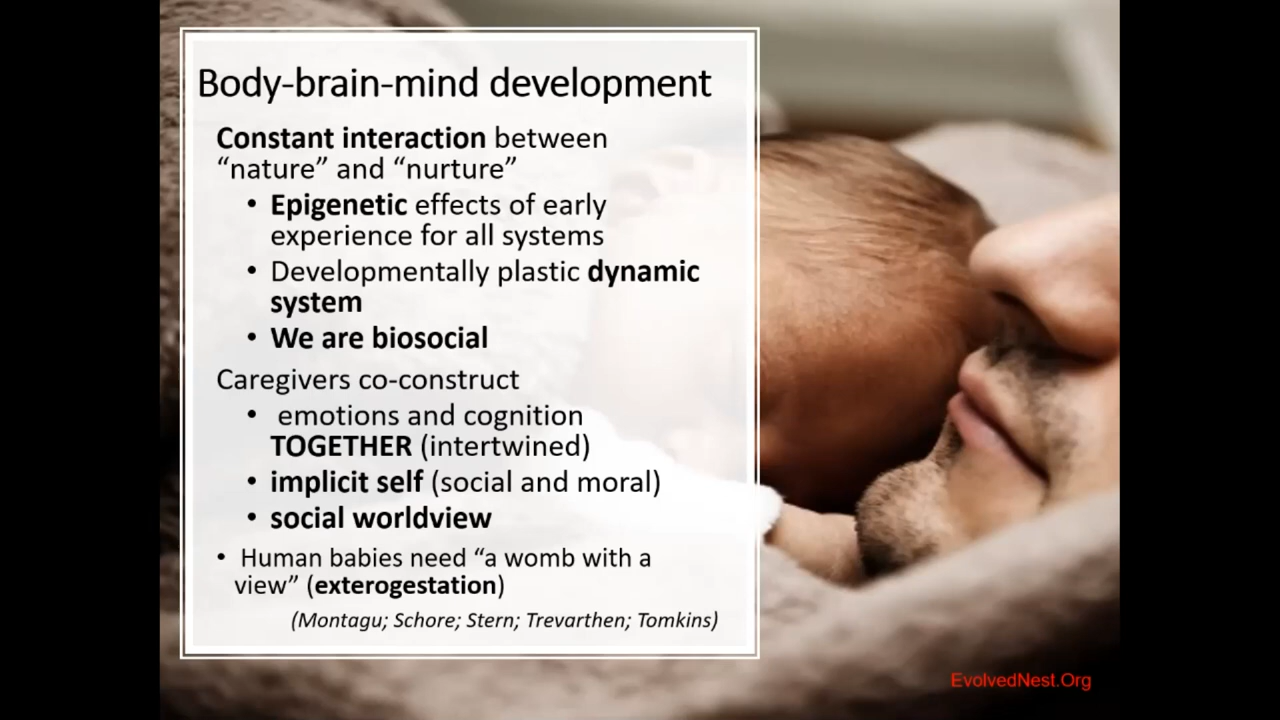 Body-brain-mind development
Constant interaction between
“nature” and “nurture”
• Epigenetic effects of early
experience for all systems
• Developmentally plastic dynamic
system
• We are biosocial
Caregivers co-construct
• emotions and cognition
TOGETHER (intertwined)
• implicit self (social and moral)
• social worldview
• Human babies need “a womb with a
view” (exterogestation)
(Montagu; Schore; Stern; Trevarthen; Tomkins)
EvolvedNest.Org